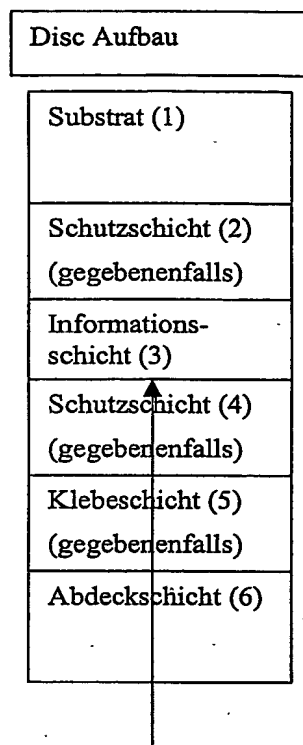 Disc Aufbau
Substrat (1)
Schutzschicht (2)
(gegebenenfalls)
Informations-
schicht (3)
Schutzschicht (4)
(gegebenenfalls)
Klebeschicht (5)
(gegebenenfalls)
Abdeckschicht (6)